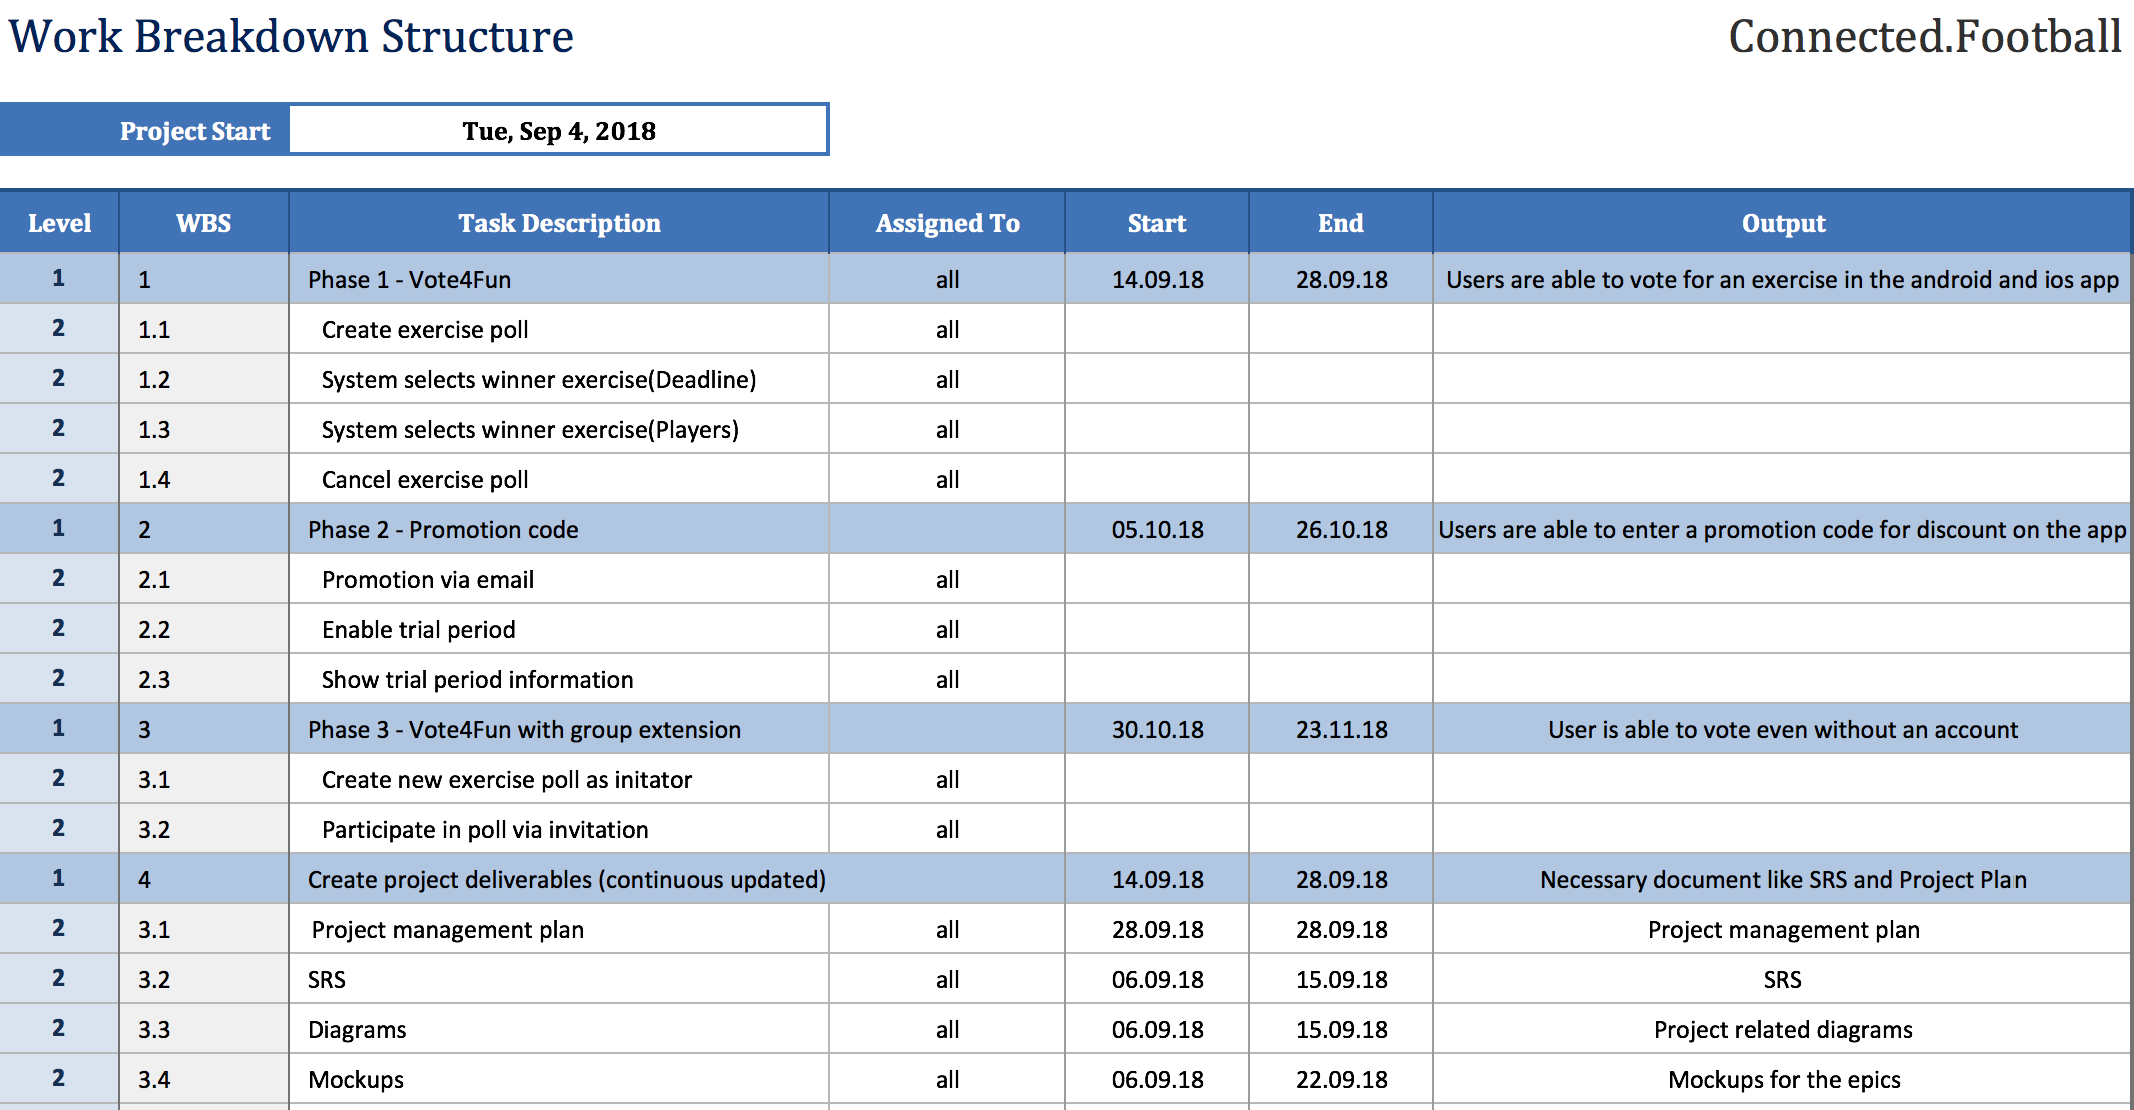 Work Breakdown Structure Connected.Football
Project Start Tue, Sep 4, 2018
Level WBS Task Description Assigned To Start End Output
1 1 Phase 1 - Vote4Fun all 14.09.18 28.09.18 Users are able to vote for an exercise in the android and ios app
2 1.1 Create exercise poll all
2 1.2 System selects winner exercise(Deadline) all
2 1.3 System selects winner exercise(Players) all
2 1.4 Cancel exercise poll all
1 2 Phase 2 - Promotion code 05.10.18 26.10.18 Users are able to enter a promotion code for discount on the app
2 2.1 Promotion via email all
2 2.2 Enable trial period all
2 2.3 Show trial period information all
1 3 Phase 3 - Vote4Fun with group extension 30.10.18 23.11.18 User is able to vote even without an account
2 3.1 Create new exercise poll as initator all
2 3.2 Participate in poll via invitation all
1 4 Create project deliverables (continuous updated) 14.09.18 28.09.18 Necessary document like SRS and Project Plan
2 3.1 Project management plan all 28.09.18 28.09.18 Project management plan
2 3.2 SRS all 06.09.18 15.09.18 SRS
2 3.3 Diagrams all 06.09.18 15.09.18 Project related diagrams
2 3.4 Mockups all 06.09.18 22.09.18 Mockups for the epics